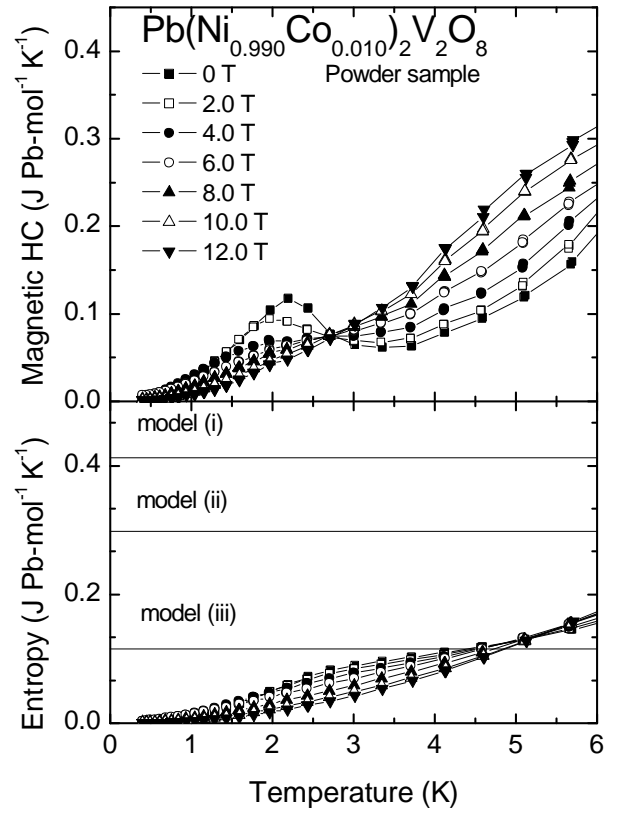 Pb(Ni0.990Co0.010)2V2O8
Powder sample
0 T
2.0 T
4.0 T
6.0 T
8.0 T
10.0 T
12.0 T
Magnetic HC (J Pb-mol-1 K-1)
0.4
0.3
0.2
0.1
0.0
model (i)
model (ii)
model (iii)
Entropy (J Pb-mol-1 K-1)
0.4
0.2
0.0
0 1 2 3 4 5 6
Temperature (K)